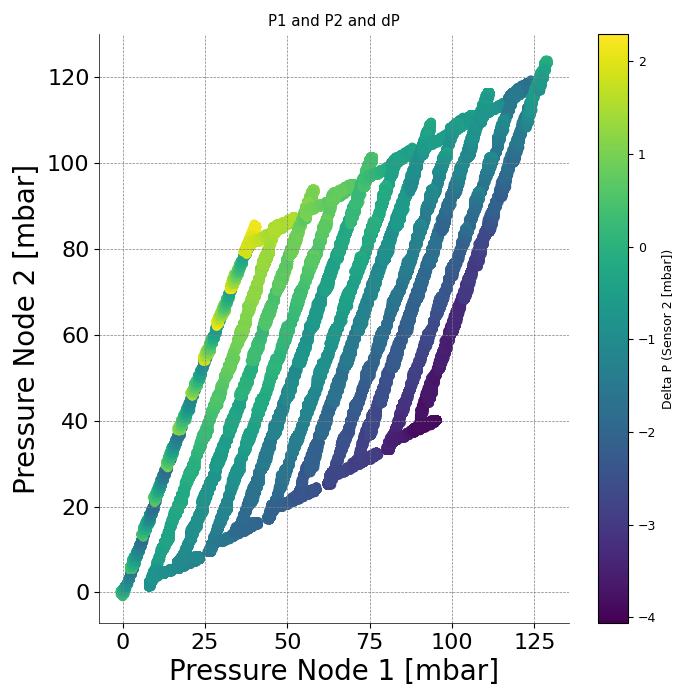 P1 and P2 and dP
Pressure Node 2 [mbar]
120
100
80
60
40
20
0
0 25 50 75 100 125
Pressure Node 1 [mbar]
2
1
0
−1
−2
−3
−4
Delta P (Sensor 2 [mbar])